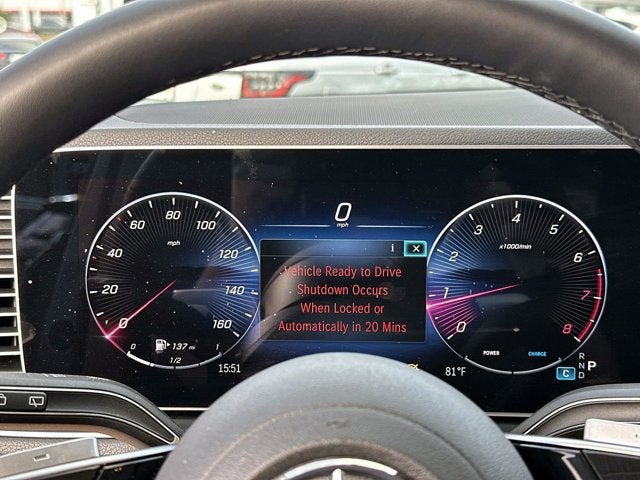 0
mph
i
Vehicle Ready to Drive
Shutdown Occurs
When Locked or
Automatically in 20 Mins
0
20
40
60
80
100
120
140
160
mph
137 mi
0
1/2
1
15:51
0
1
2
3
4
5
6
7
8
x1000/min
POWER
CHARGE
81°F
C
R
N
D
P